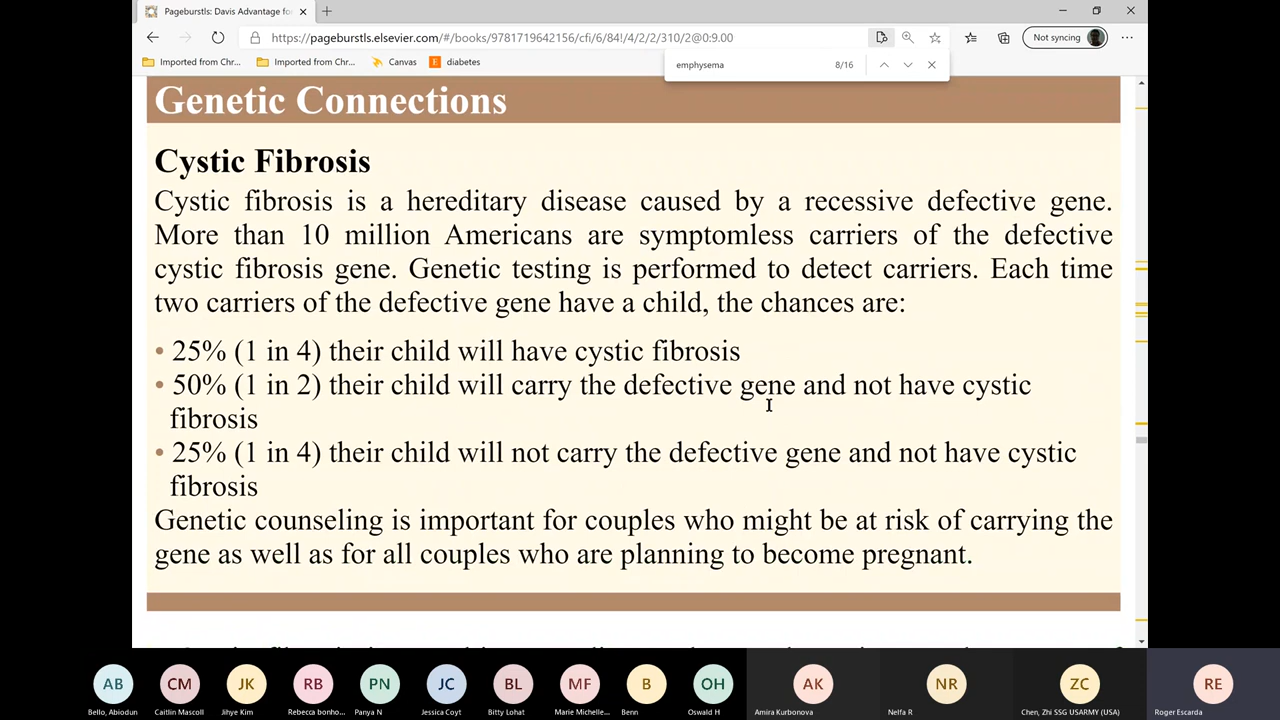 Pageburstls: Davis Advantage for
https://pageburstls.elsevier.com/#/books/9781719642156/cfi/6/84!/4/2/2/310/2@0:9.00
Not syncing
Imported from Chr...
Imported from Chr...
Canvas
E
diabetes
emphysema
8/16
Genetic Connections
Cystic Fibrosis
Cystic fibrosis is a hereditary disease caused by a recessive defective gene.
More than 10 million Americans are symptomless carriers of the defective
cystic fibrosis gene. Genetic testing is performed to detect carriers. Each time
two carriers of the defective gene have a child, the chances are:
• 25% (1 in 4) their child will have cystic fibrosis
• 50% (1 in 2) their child will carry the defective gene and not have cystic
fibrosis
• 25% (1 in 4) their child will not carry the defective gene and not have cystic
fibrosis
Genetic counseling is important for couples who might be at risk of carrying the
gene as well as for all couples who are planning to become pregnant.
AB
CM
JK
RB
PN
JC
BL
MF
B
OH
AK
NR
ZC
RE
Bello, Abiodun
Caitlin Mascoll
Jihye Kim
Rebecca bonho...
Panya N
Jessica Coyt
Bitty Lohat
Marie Michelle...
Benn
Oswald H
Amira Kurbonova
Nelfa R
Chen, Zhi SSG USARMY (USA)
Roger Escarda